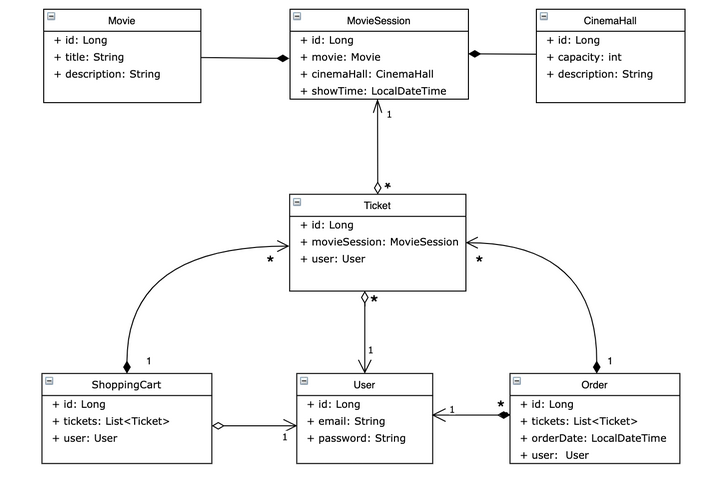 Movie
+ id: Long
+ title: String
+ description: String
MovieSession
+ id: Long
+ movie: Movie
+ cinemaHall: CinemaHall
+ showTime: LocalDateTime
CinemaHall
+ id: Long
+ capacity: int
+ description: String
1
*
Ticket
+ id: Long
+ movieSession: MovieSession
+ user: User
*
*
*
1
1
1
ShoppingCart
+ id: Long
+ tickets: List<Ticket>
+ user: User
1
User
+ id: Long
+ email: String
+ password: String
1
*
Order
+ id: Long
+ tickets: List<Ticket>
+ orderDate: LocalDateTime
+ user: User